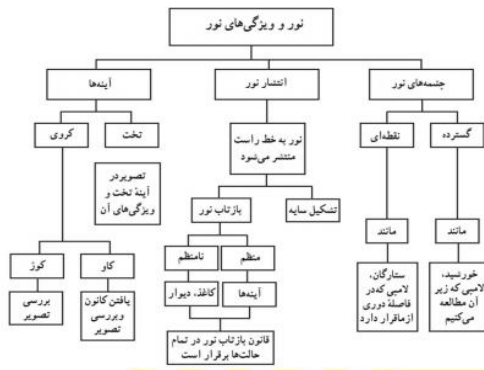 نور و ویژگی‌های نور
چشمه‌های نور
انتشار نور
آینه‌ها
گسترده
نقطه‌ای
نور به خط راست
منتشر می‌شود
تخت
کروی
تصویر در
آینهٔ تخت و
ویژگی‌های آن
بازتاب نور
تشکیل سایه
مانند
مانند
منظم
نامنظم
کاو
کوز
خورشید،
لامپی که زیر
آن مطالعه
می‌کنیم
ستارگان،
لامپی که در
فاصلهٔ دوری
از ما قرار دارد
آینه‌ها
کاغذ، دیوار
یافتن کانون
و بررسی
تصویر
بررسی
تصویر
قانون بازتاب نور در تمام
حالت‌ها برقرار است